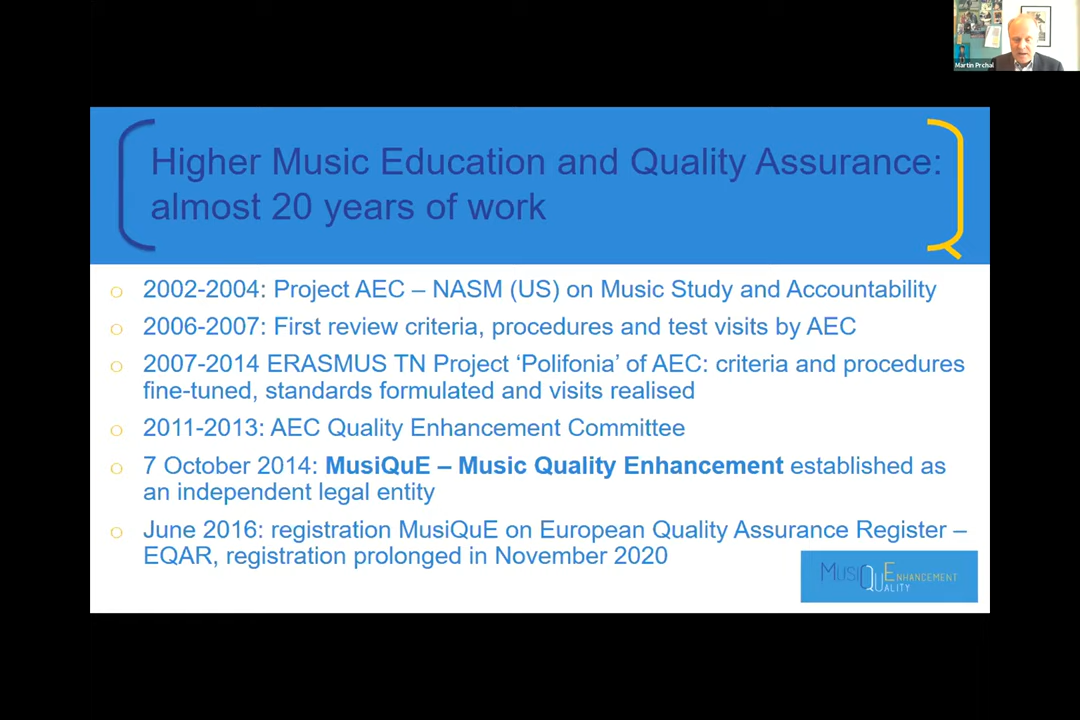 Martin Prchal
Higher Music Education and Quality Assurance:
almost 20 years of work
o 2002-2004: Project AEC – NASM (US) on Music Study and Accountability
o 2006-2007: First review criteria, procedures and test visits by AEC
o 2007-2014 ERASMUS TN Project ‘Polifonia’ of AEC: criteria and procedures
fine-tuned, standards formulated and visits realised
o 2011-2013: AEC Quality Enhancement Committee
o 7 October 2014: MusiQuE – Music Quality Enhancement established as
an independent legal entity
o June 2016: registration MusiQuE on European Quality Assurance Register –
EQAR, registration prolonged in November 2020
MUSIQUENHANCEMENT
QUALITY